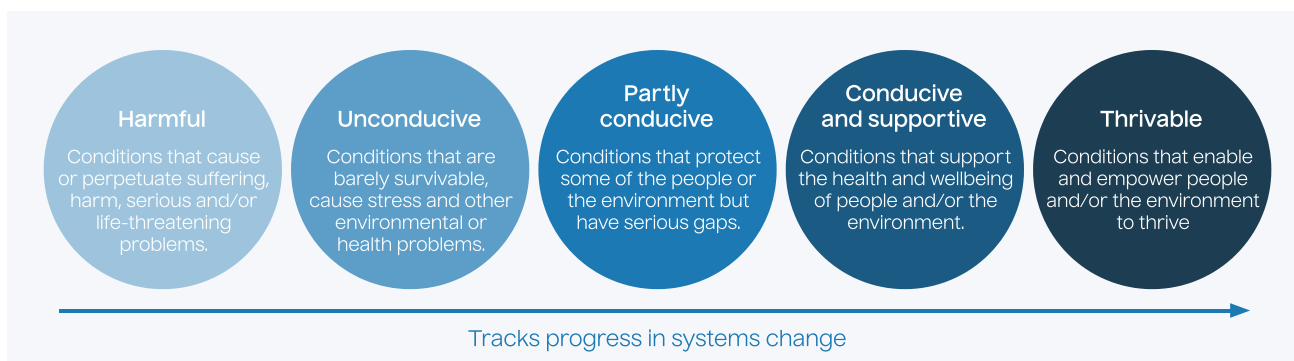 Harmful
Conditions that cause
or perpetuate suffering,
harm, serious and/or
life-threatening
problems.
Unconducive
Conditions that are
barely survivable,
cause stress and other
environmental or
health problems.
Partly
conducive
Conditions that protect
some of the people or
the environment but
have serious gaps.
Conducive
and supportive
Conditions that support
the health and wellbeing
of people and/or the
environment.
Thrivable
Conditions that enable
and empower people
and/or the environment
to thrive
Tracks progress in systems change